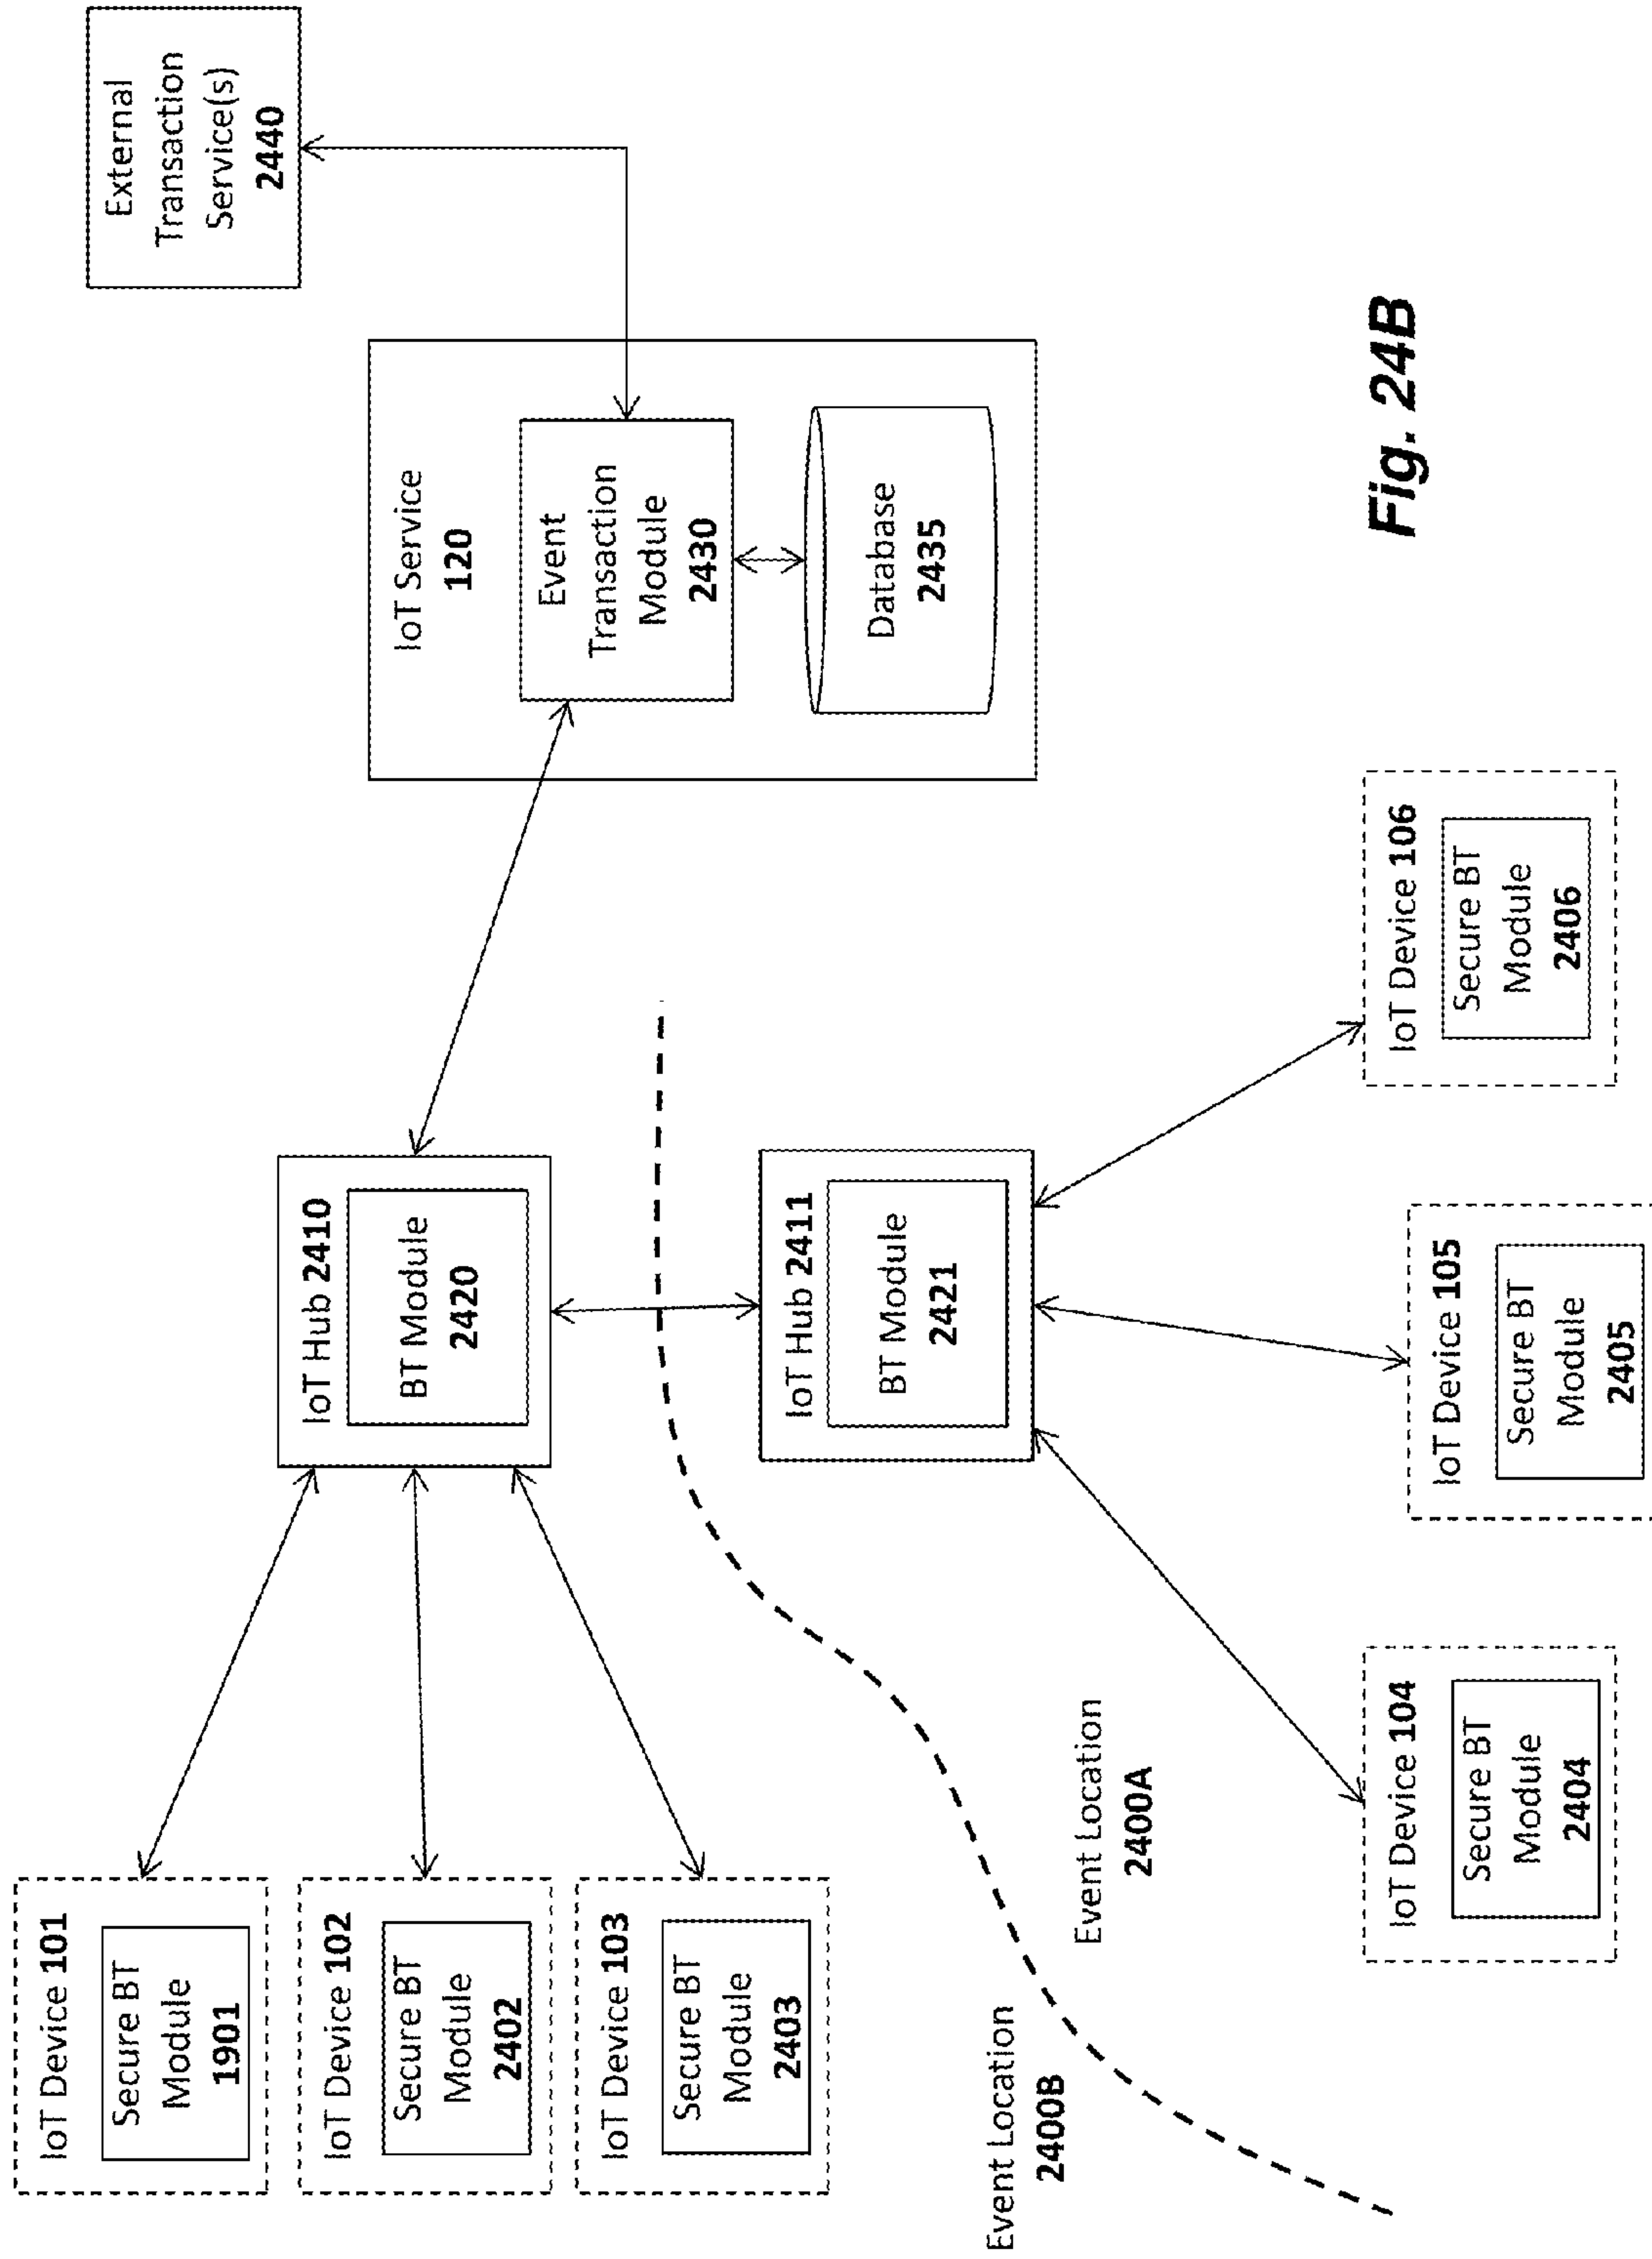 IoT Device 101
Secure BT
Module
1901
IoT Device 102
Secure BT
Module
2402
IoT Device 103
Secure BT
Module
2403
IoT Hub 2410
BT Module
2420
External
Transaction
Service(s)
2440
IoT Service
120
Event
Transaction
Module
2430
Database
2435
IoT Hub 2411
BT Module
2421
Event Location
2400B
Event Location
2400A
IoT Device 104
Secure BT
Module
2404
IoT Device 105
Secure BT
Module
2405
IoT Device 106
Secure BT
Module
2406
Fig. 24B